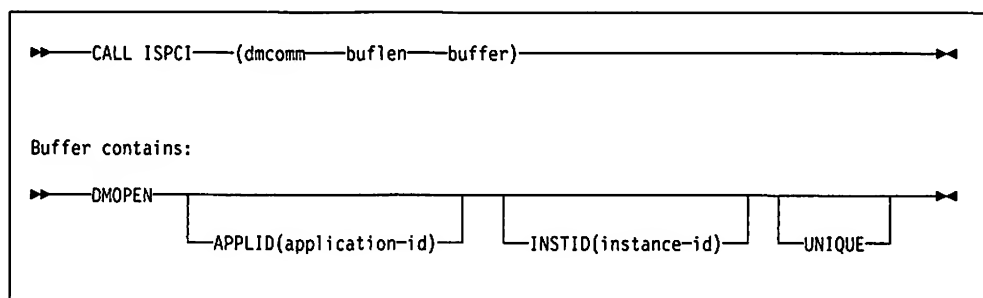 CALL ISPCI (dmcomm buflen buffer)
Buffer contains:
DMOPEN
APPLID(application-id) INSTID(instance-id) UNIQUE